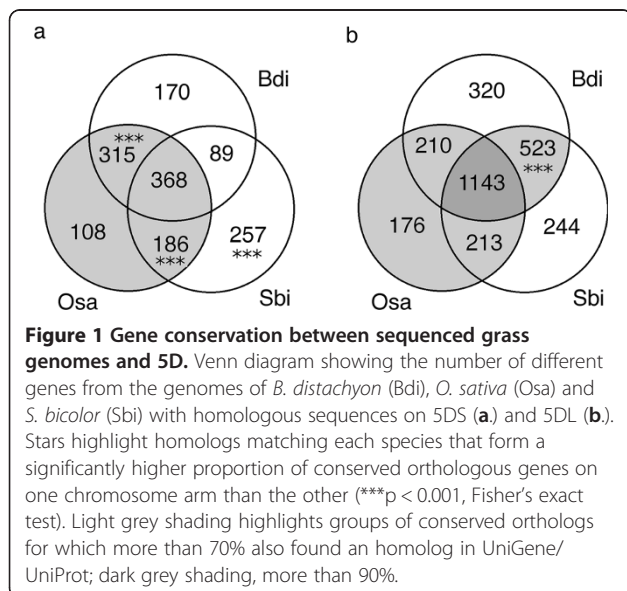 a
b
Bdi
Bdi
170
320
***
315
89
210
523
***
368
1143
108
186
***
257
***
176
213
244
Osa
Sbi
Osa
Sbi
Figure 1 Gene conservation between sequenced grass
genomes and 5D. Venn diagram showing the number of different
genes from the genomes of B. distachyon (Bdi), O. sativa (Osa) and
S. bicolor (Sbi) with homologous sequences on 5DS (a.) and 5DL (b.).
Stars highlight homologs matching each species that form a
significantly higher proportion of conserved orthologous genes on
one chromosome arm than the other (***p < 0.001, Fisher's exact
test). Light grey shading highlights groups of conserved orthologs
for which more than 70% also found an homolog in UniGene/
UniProt; dark grey shading, more than 90%.